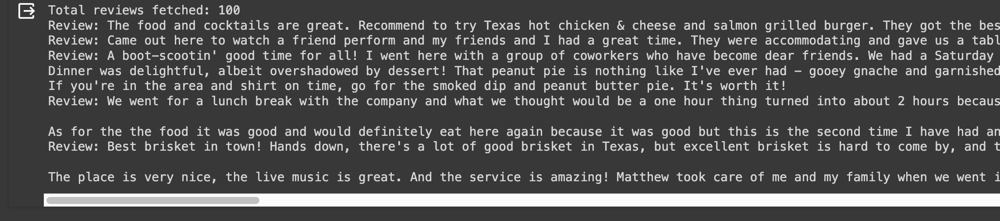 Total reviews fetched: 100
Review: The food and cocktails are great. Recommend to try Texas hot chicken & cheese and salmon grilled burger. They got the bes
Review: Came out here to watch a friend perform and my friends and I had a great time. They were accommodating and gave us a tabl
Review: A boot-scootin' good time for all! I went here with a group of coworkers who have become dear friends. We had a Saturday
Dinner was delightful, albeit overshadowed by dessert! That peanut pie is nothing like I've ever had – gooey gnache and garnished
If you're in the area and shirt on time, go for the smoked dip and peanut butter pie. It's worth it!
Review: We went for a lunch break with the company and what we thought would be a one hour thing turned into about 2 hours becaus
As for the the food it was good and would definitely eat here again because it was good but this is the second time I have had an
Review: Best brisket in town! Hands down, there's a lot of good brisket in Texas, but excellent brisket is hard to come by, and t
The place is very nice, the live music is great. And the service is amazing! Matthew took care of me and my family when we went i